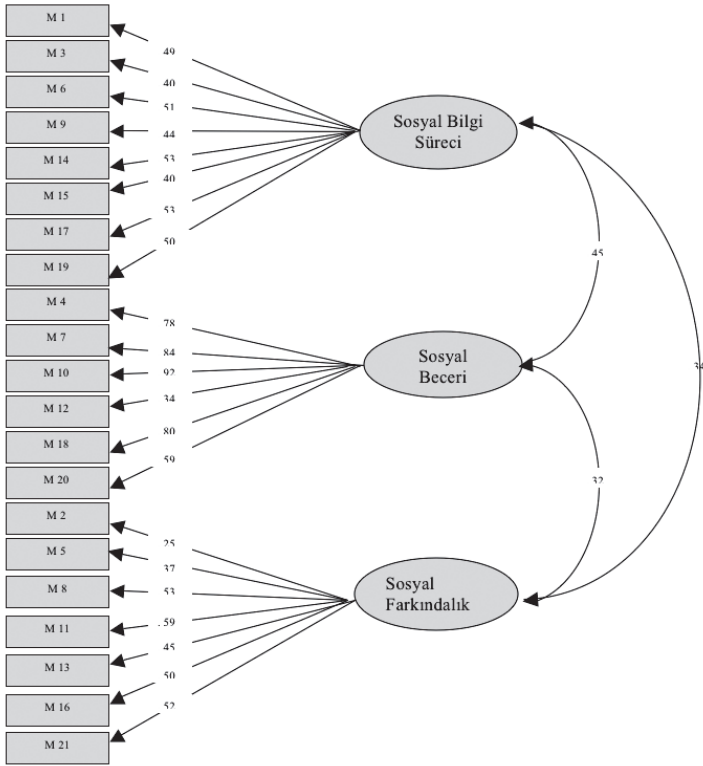 M 1
M 3
M 6
M 9
M 14
M 15
M 17
M 19
M 4
M 7
M 10
M 12
M 18
M 20
M 2
M 5
M 8
M 11
M 13
M 16
M 21
49
40
51
44
53
40
53
50
78
84
92
34
80
59
25
37
53
.59
45
50
52
Sosyal Bilgi
Süreci
Sosyal
Beceri
Sosyal
Farkındalık
45
32